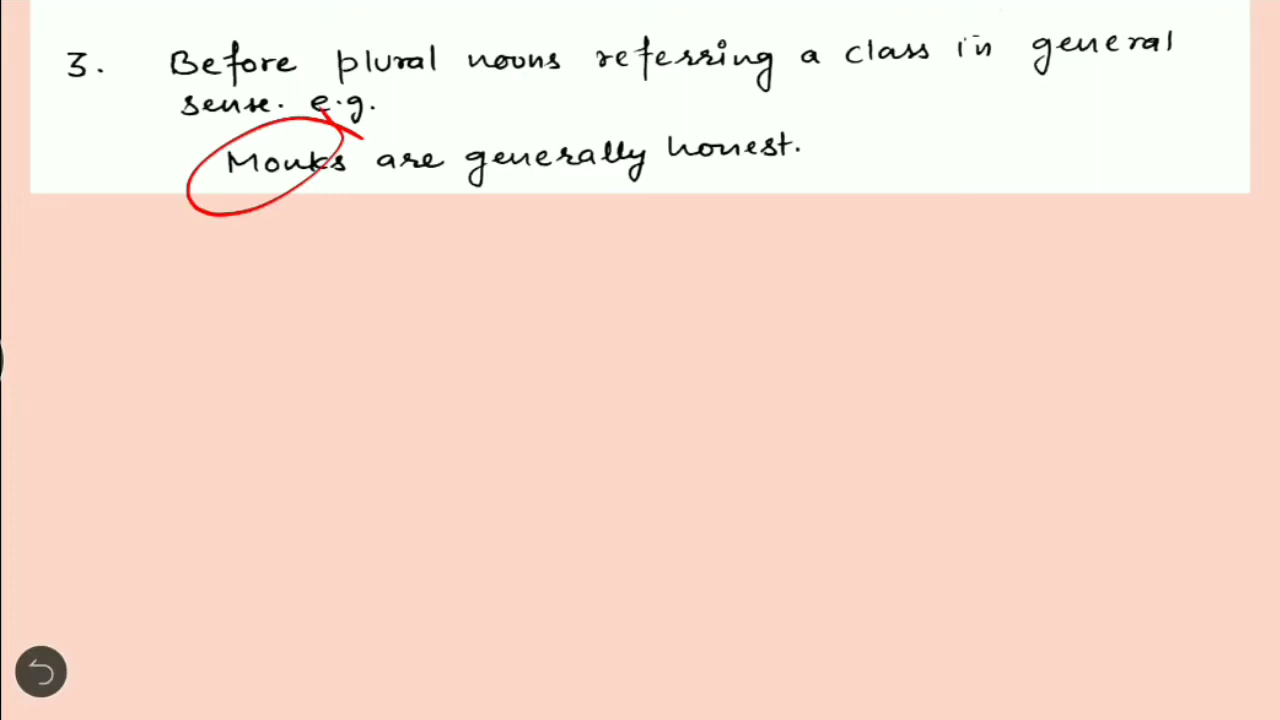 3. Before plural nouns referring a class in general
sense. e.g.
Monks are generally honest.